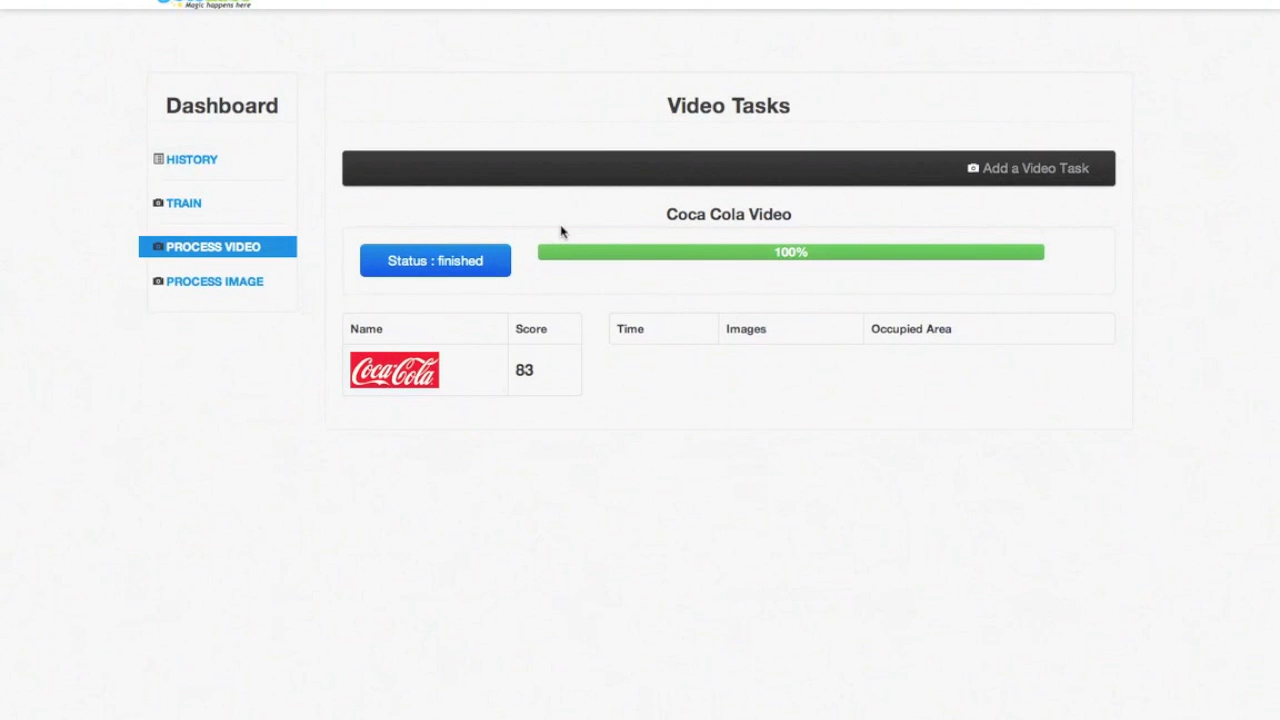 Magic happens here
Dashboard
HISTORY
TRAIN
PROCESS VIDEO
PROCESS IMAGE
Video Tasks
Add a Video Task
Coca Cola Video
Status : finished
100%
Name Score
Coca-Cola 83
Time Images Occupied Area